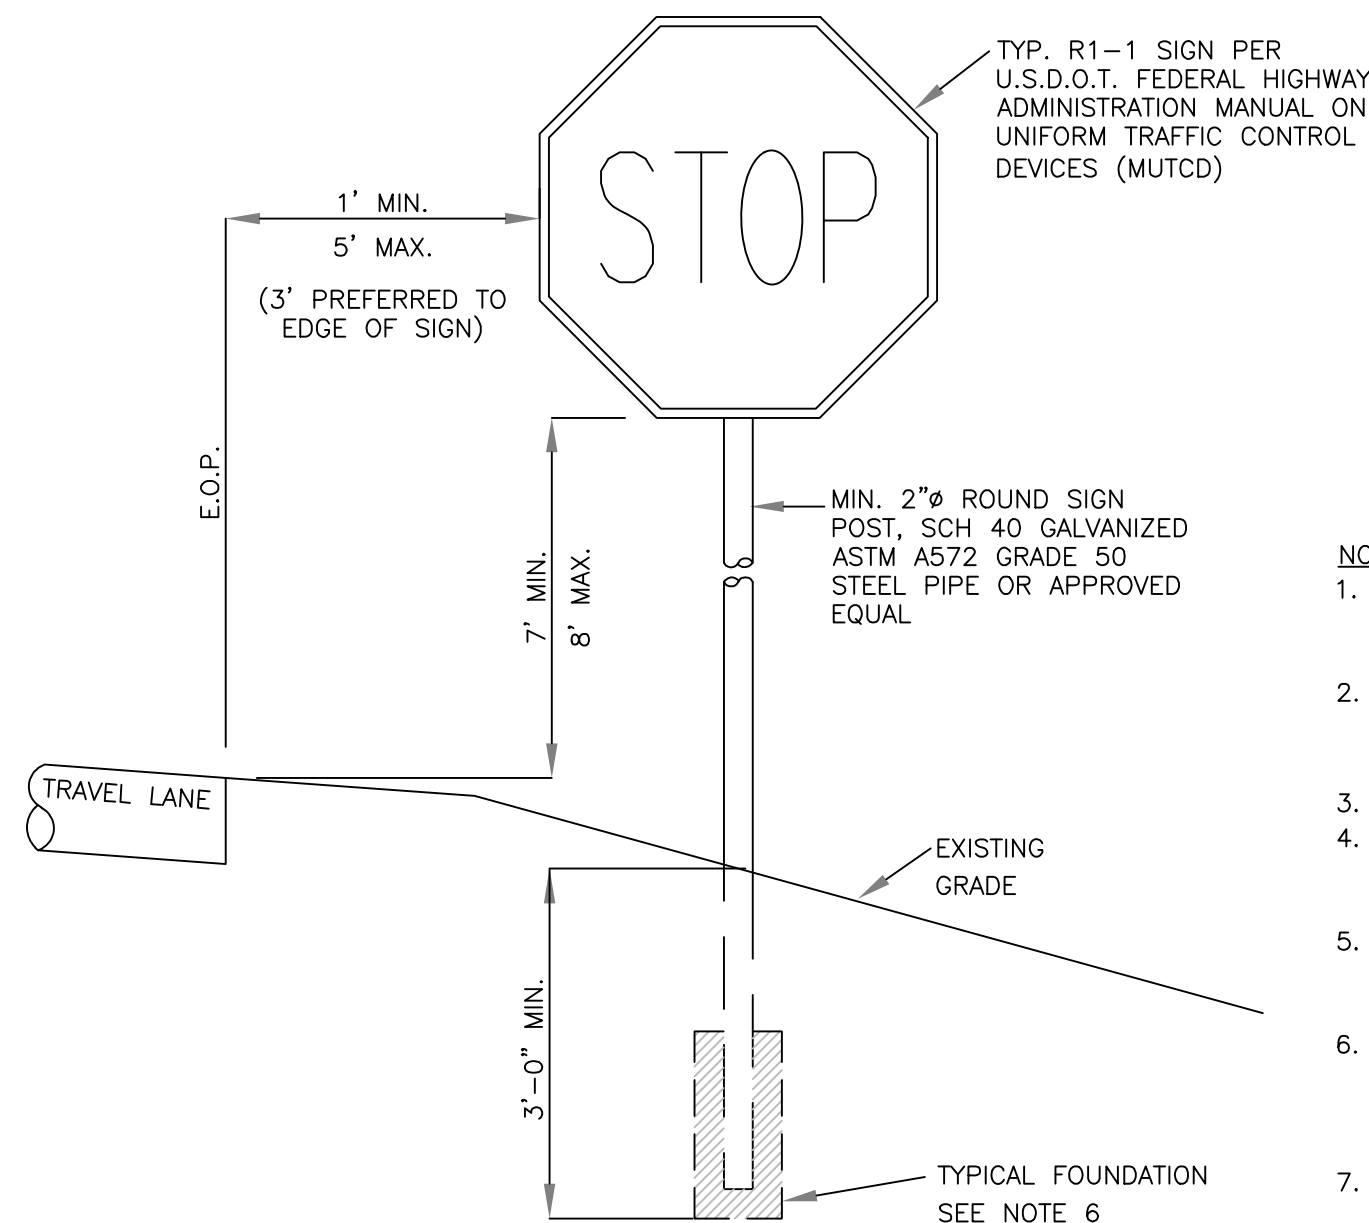 TYP. R1-1 SIGN PER
U.S.D.O.T. FEDERAL HIGHWAY
ADMINISTRATION MANUAL ON
UNIFORM TRAFFIC CONTROL
DEVICES (MUTCD)
STOP
1' MIN.
5' MAX.
(3' PREFERRED TO
EDGE OF SIGN)
E.O.P.
7' MIN.
8' MAX.
MIN. 2"ø ROUND SIGN
POST, SCH 40 GALVANIZED
ASTM A572 GRADE 50
STEEL PIPE OR APPROVED
EQUAL
TRAVEL LANE
EXISTING
GRADE
3'-0" MIN.
TYPICAL FOUNDATION
SEE NOTE 6
NO
1.
2.
3.
4.
5.
6.
7.